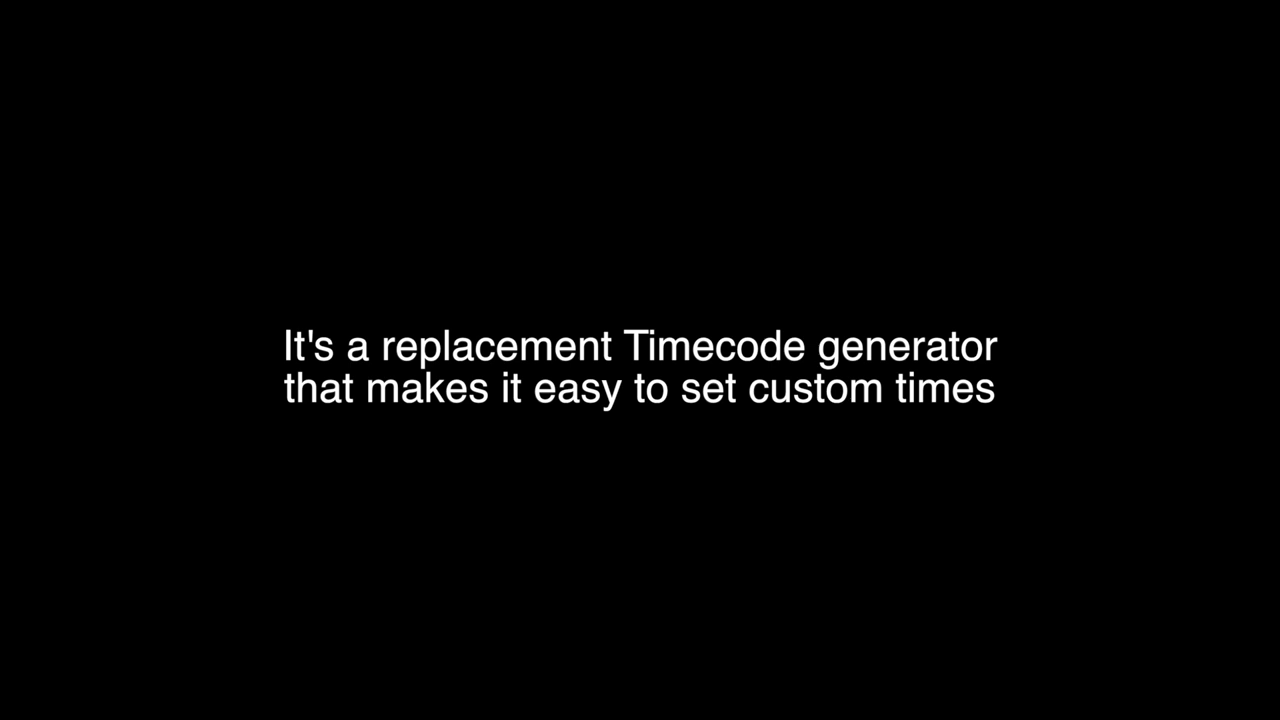 It's a replacement Timecode generator
that makes it easy to set custom times